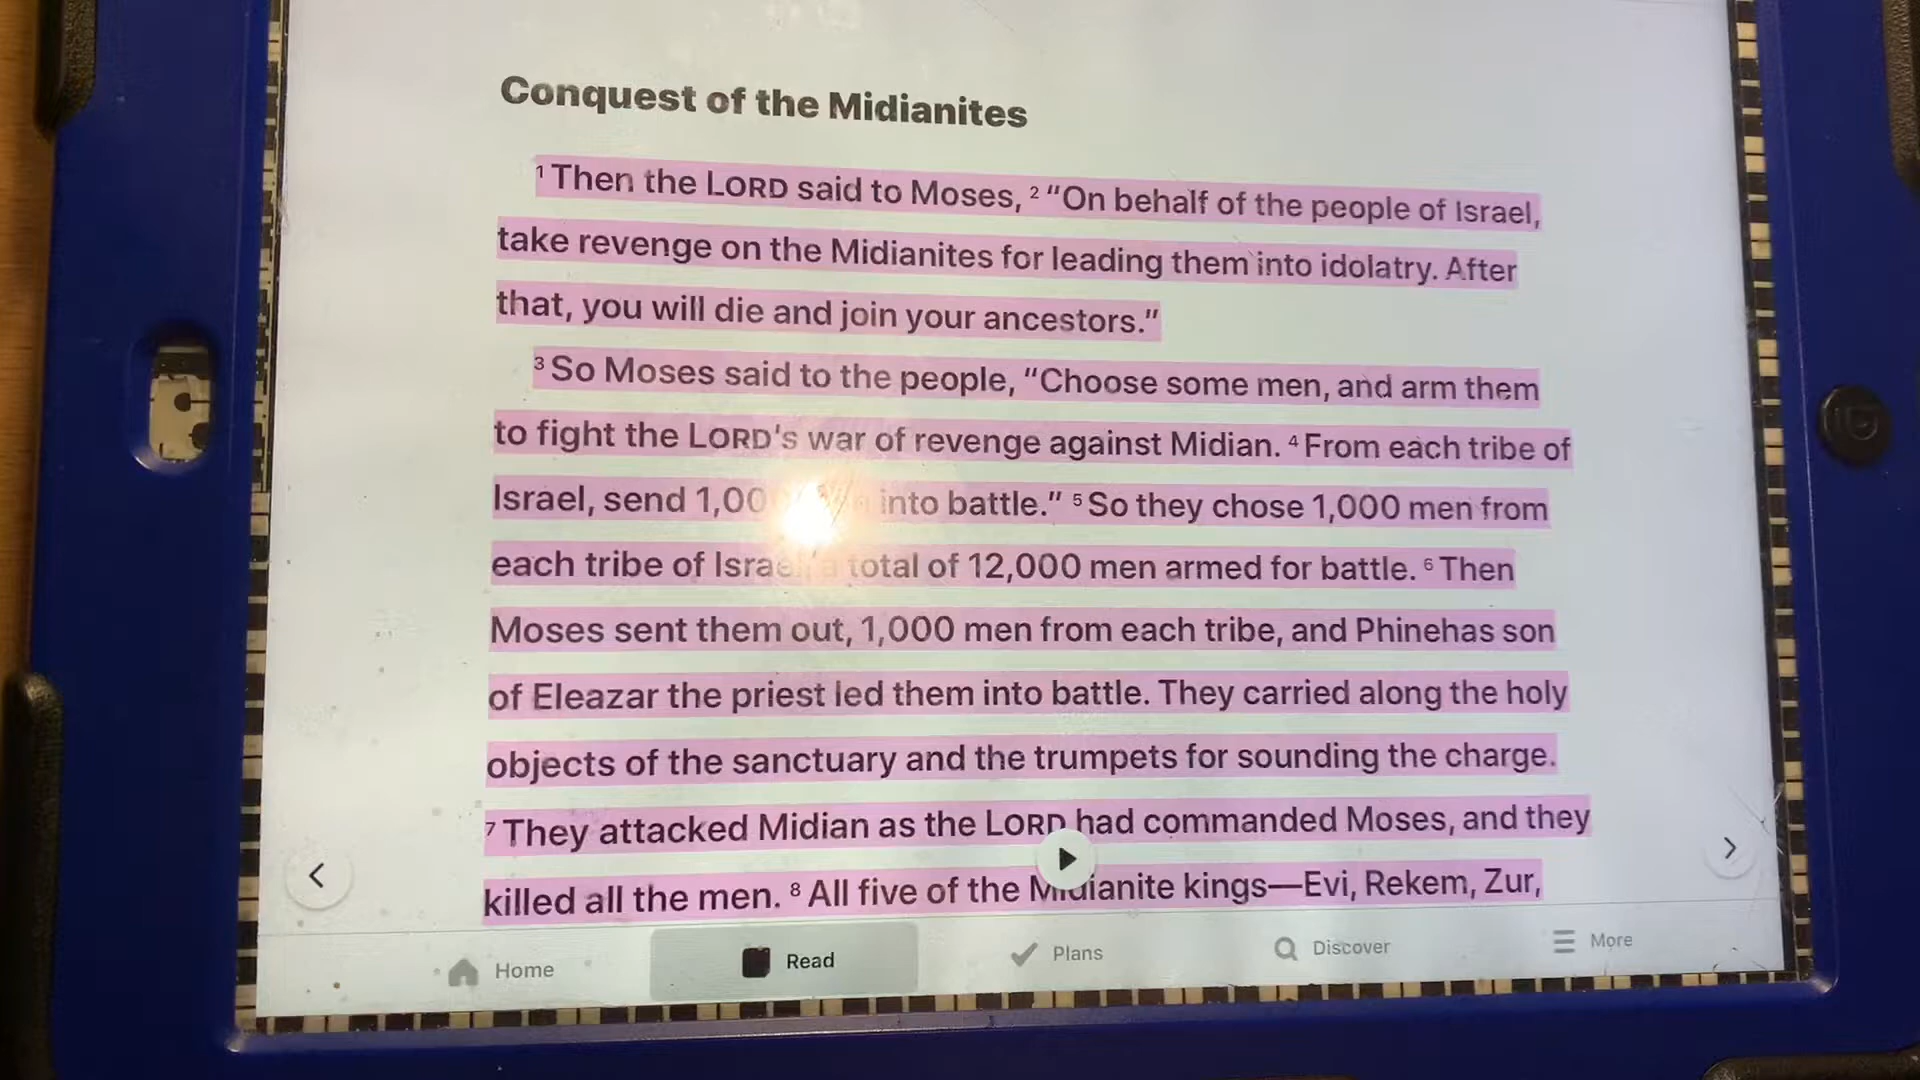 Conquest of the Midianites
1 Then the LORD said to Moses, 2 “On behalf of the people of Israel,
take revenge on the Midianites for leading them into idolatry. After
that, you will die and join your ancestors.”
3 So Moses said to the people, “Choose some men, and arm them
to fight the LORD's war of revenge against Midian. 4 From each tribe of
Israel, send into battle.” 5 So they chose 1,000 men from
each tribe of Israel, a total of 12,000 men armed for battle. 6 Then
Moses sent them out, 1,000 men from each tribe, and Phinehas son
of Eleazar the priest led them into battle. They carried along the holy
objects of the sanctuary and the trumpets for sounding the charge.
7 They attacked Midian as the LORD had commanded Moses, and they
killed all the men. 8 All five of the Midianite kings—Evi, Rekem, Zur,
Home
Read
Plans
Discover
More